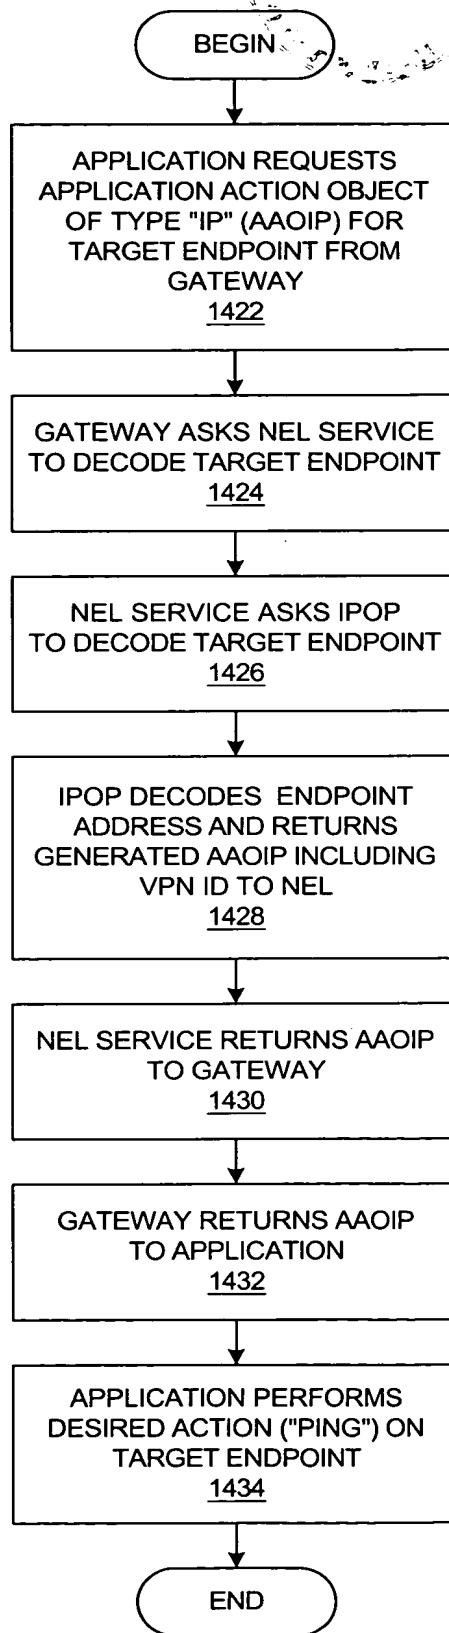 BEGIN
APPLICATION REQUESTS
APPLICATION ACTION OBJECT
OF TYPE "IP" (AAOIP) FOR
TARGET ENDPOINT FROM
GATEWAY
1422
GATEWAY ASKS NEL SERVICE
TO DECODE TARGET ENDPOINT
1424
NEL SERVICE ASKS IPOP
TO DECODE TARGET ENDPOINT
1426
IPOP DECODES ENDPOINT
ADDRESS AND RETURNS
GENERATED AAOIP INCLUDING
VPN ID TO NEL
1428
NEL SERVICE RETURNS AAOIP
TO GATEWAY
1430
GATEWAY RETURNS AAOIP
TO APPLICATION
1432
APPLICATION PERFORMS
DESIRED ACTION ("PING") ON
TARGET ENDPOINT
1434
END